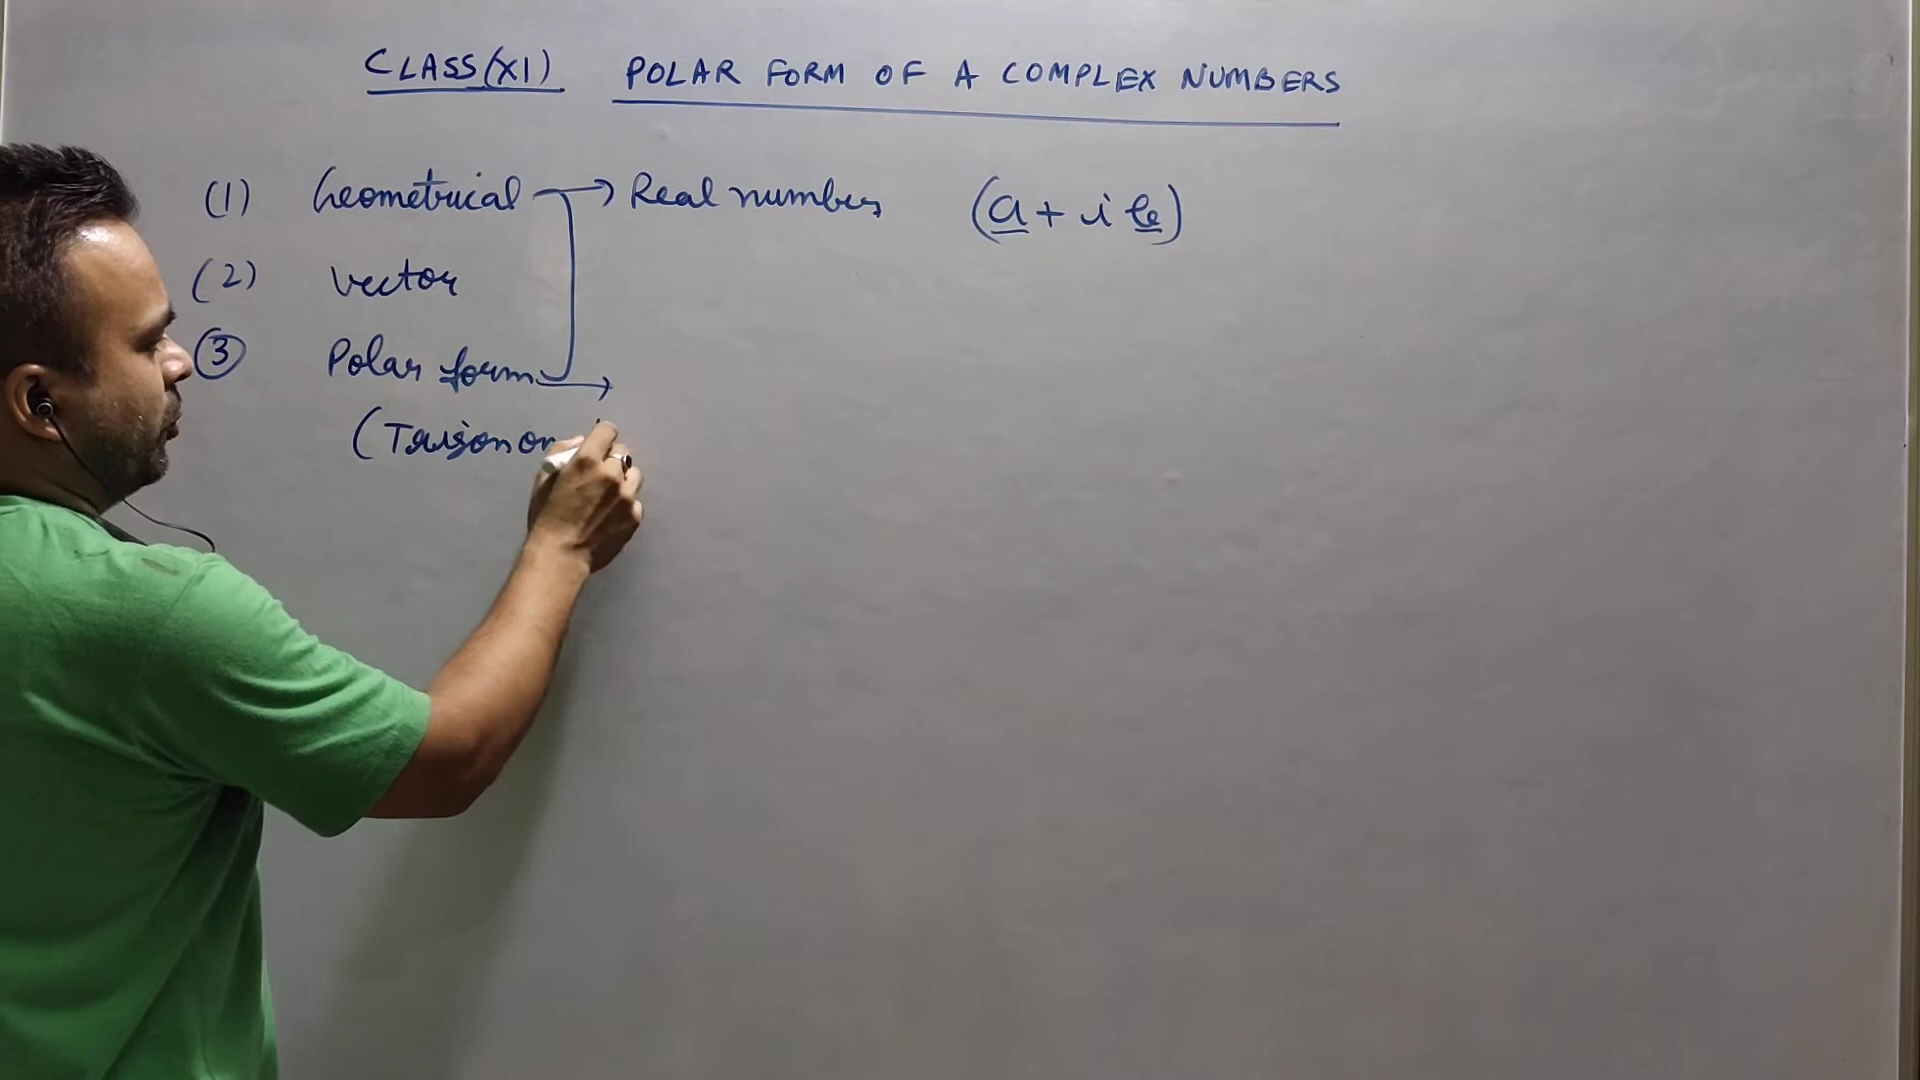 CLASS(XI) POLAR FORM OF A COMPLEX NUMBERS
(1) Geometrical → Real numbers (a + i b)
(2) Vector
(3) Polar form →
(Trigonom